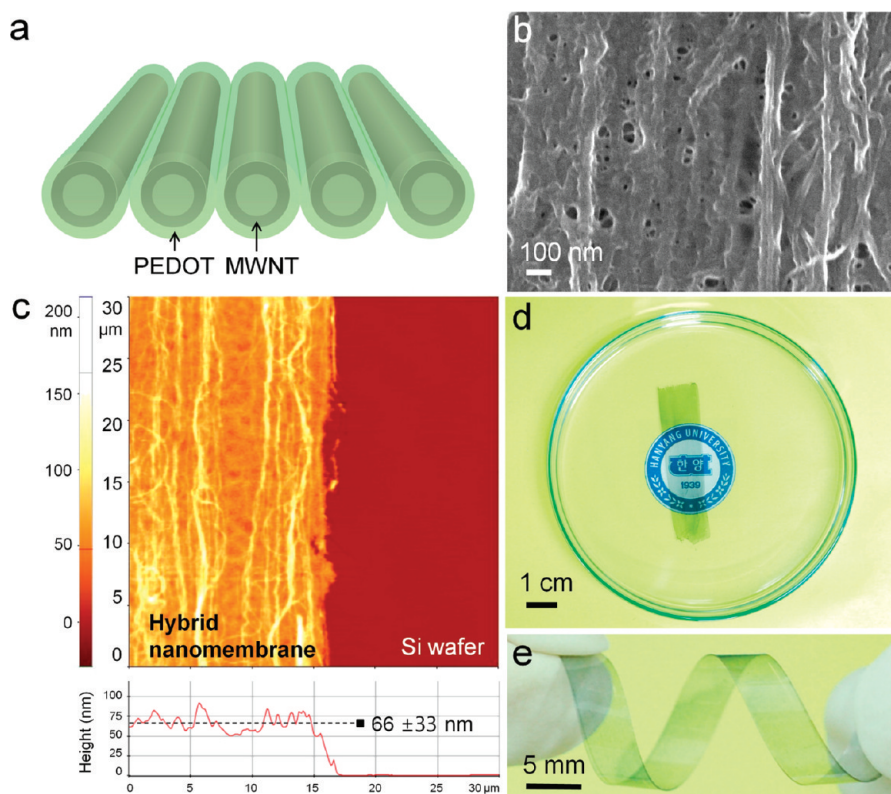 a
PEDOT MWNT
b
100 nm
c
200
nm
150
100
50
0
30
µm
25
20
15
10
5
0
Hybrid
nanomembrane
Si wafer
Height (nm)
100
75
50
25
0
66 ±33 nm
0 5 10 15 20 25 30 µm
d
HANYANG UNIVERSITY
한양
1939
1 cm
e
5 mm